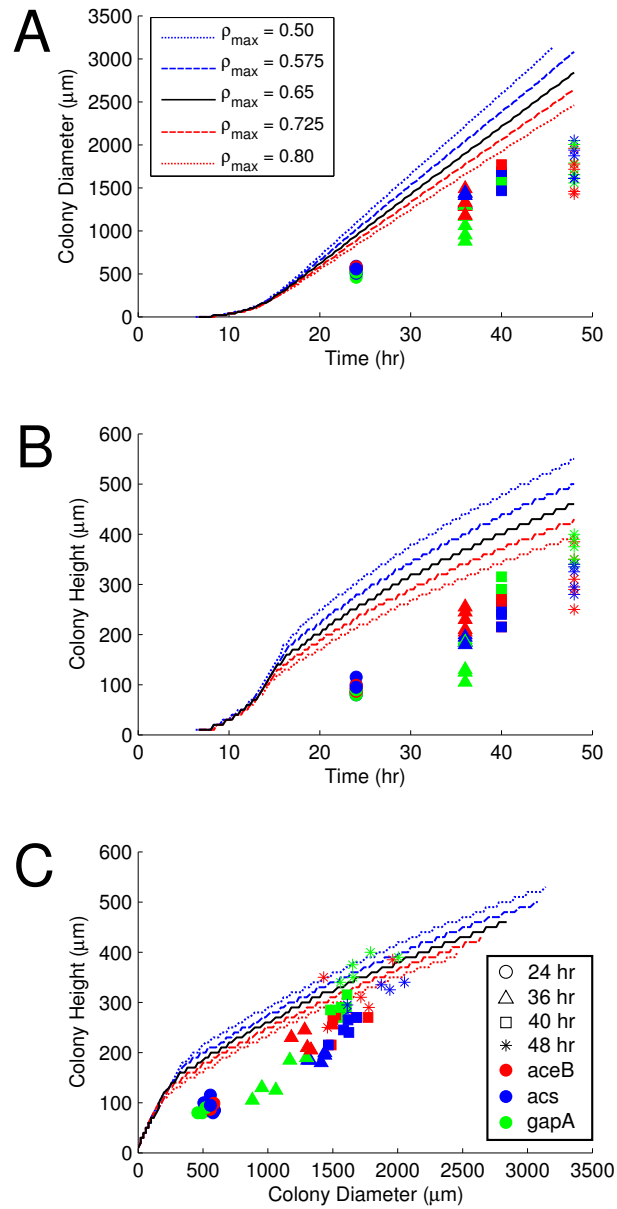 A
3500
3000
2500
2000
1500
1000
500
0
Colony Diameter (μm)
ρmax = 0.50
ρmax = 0.575
ρmax = 0.65
ρmax = 0.725
ρmax = 0.80
0 10 20 30 40 50
Time (hr)
B
600
500
400
300
200
100
0
Colony Height (μm)
0 10 20 30 40 50
Time (hr)
C
600
500
400
300
200
100
0
Colony Height (μm)
24 hr
36 hr
40 hr
48 hr
aceB
acs
gapA
0 500 1000 1500 2000 2500 3000 3500
Colony Diameter (μm)